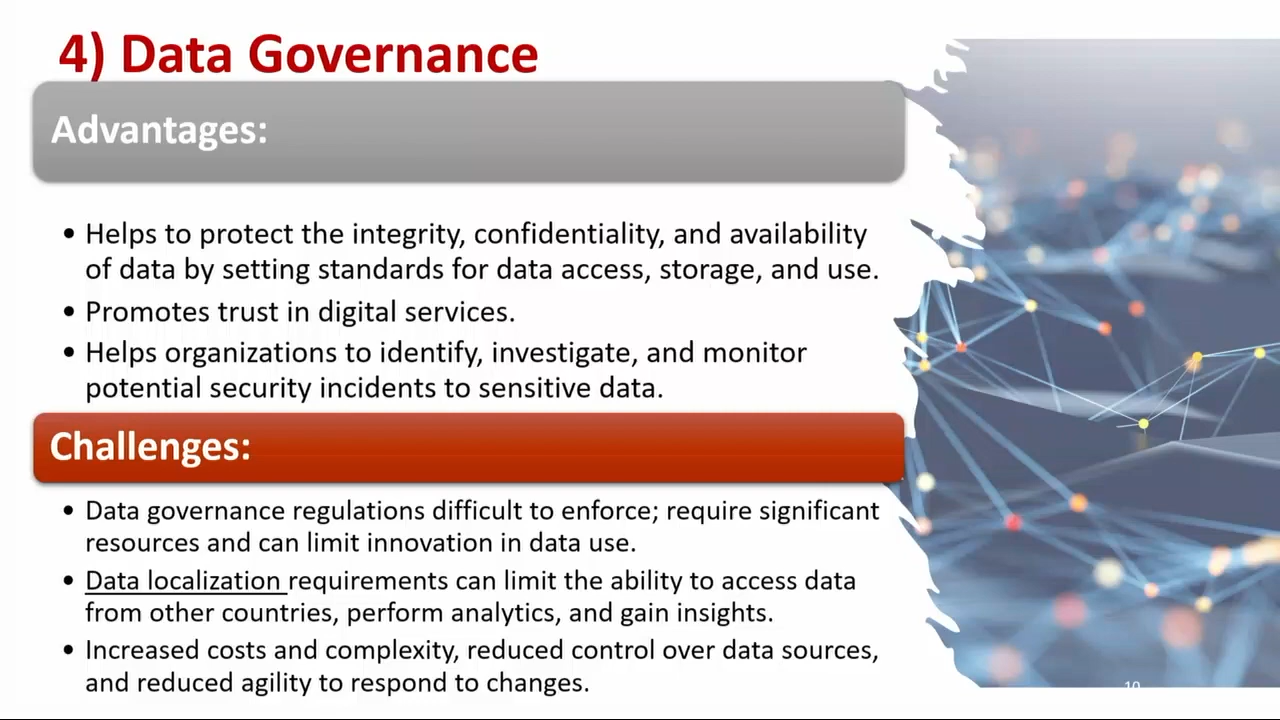 4) Data Governance
Advantages:
• Helps to protect the integrity, confidentiality, and availability
of data by setting standards for data access, storage, and use.
• Promotes trust in digital services.
• Helps organizations to identify, investigate, and monitor
potential security incidents to sensitive data.
Challenges:
• Data governance regulations difficult to enforce; require significant
resources and can limit innovation in data use.
• Data localization requirements can limit the ability to access data
from other countries, perform analytics, and gain insights.
• Increased costs and complexity, reduced control over data sources,
and reduced agility to respond to changes.
10